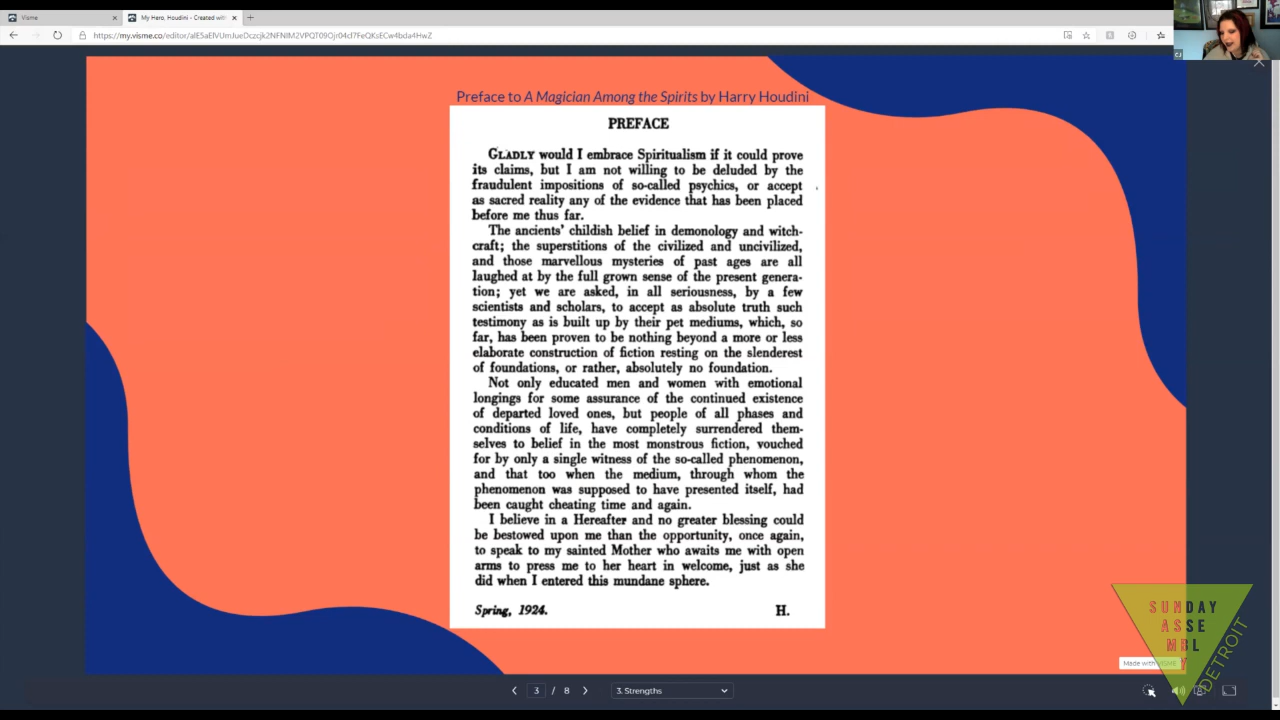 Visme
My Hero, Houdini - Created with
https://my.visme.co/editor/
CJ
Preface to A Magician Among the Spirits by Harry Houdini
PREFACE
GLADLY would I embrace Spiritualism if it could prove
its claims, but I am not willing to be deluded by the
fraudulent impositions of so-called psychics, or accept
as sacred reality any of the evidence that has been placed
before me thus far.
The ancients' childish belief in demonology and witch-
craft; the superstitions of the civilized and uncivilized,
and those marvellous mysteries of past ages are all
laughed at by the full grown sense of the present genera-
tion; yet we are asked, in all seriousness, by a few
scientists and scholars, to accept as absolute truth such
testimony as is built up by their pet mediums, which, so
far, has been proven to be nothing beyond a more or less
elaborate construction of fiction resting on the slenderest
of foundations, or rather, absolutely no foundation.
Not only educated men and women with emotional
longings for some assurance of the continued existence
of departed loved ones, but people of all phases and
conditions of life, have completely surrendered them-
selves to belief in the most monstrous fiction, vouched
for by only a single witness of the so-called phenomenon,
and that too when the medium, through whom the
phenomenon was supposed to have presented itself, had
been caught cheating time and again.
I believe in a Hereafter and no greater blessing could
be bestowed upon me than the opportunity, once again,
to speak to my sainted Mother who awaits me with open
arms to press me to her heart in welcome, just as she
did when I entered this mundane sphere.
Spring, 1924. H.
SUNDAY
ASSE
MBL
Y
DETROIT
Made with VISME
3 / 8
3. Strengths